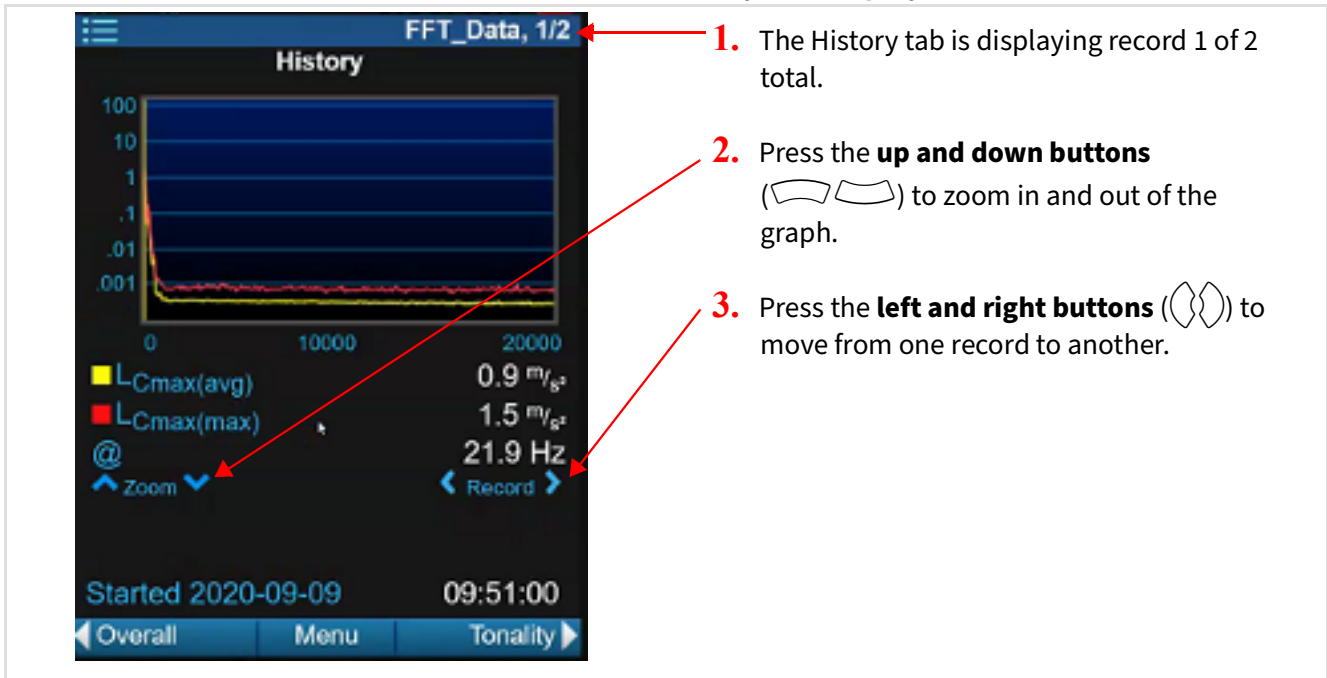 FFT_Data, 1/2
History
100
10
1
.1
.01
.001
0 10000 20000
LCmax(avg) 0.9 m/s²
LCmax(max) 1.5 m/s²
@ 21.9 Hz
Zoom Record
Started 2020-09-09 09:51:00
Overall Menu Tonality
1. The History tab is displaying record 1 of 2
total.
2. Press the up and down buttons
() to zoom in and out of the
graph.
3. Press the left and right buttons () to
move from one record to another.